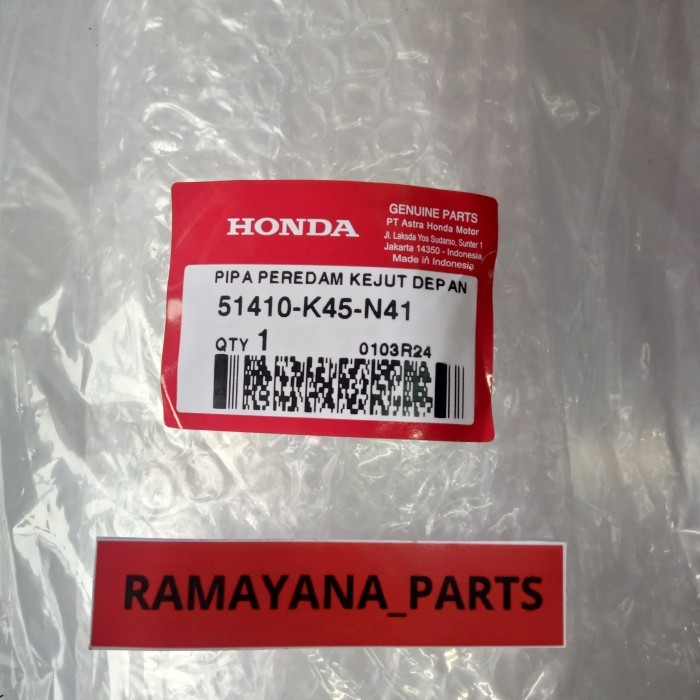 HONDA
GENUINE PARTS
PT Astra Honda Motor
Jl. Laksda Yos Sudarso, Sunter 1
Jakarta 14350 - Indonesia
Made in Indonesia
PIPA PEREDAM KEJUT DEPAN
51410-K45-N41
QTY 1
0103R24
RAMAYANA_PARTS